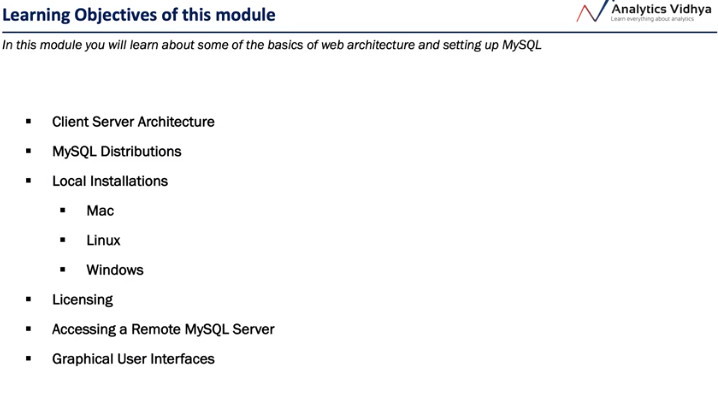 Learning Objectives of this module
Analytics Vidhya
Learn everything about analytics
In this module you will learn about some of the basics of web architecture and setting up MySQL
▪ Client Server Architecture
▪ MySQL Distributions
▪ Local Installations
▪ Mac
▪ Linux
▪ Windows
▪ Licensing
▪ Accessing a Remote MySQL Server
▪ Graphical User Interfaces